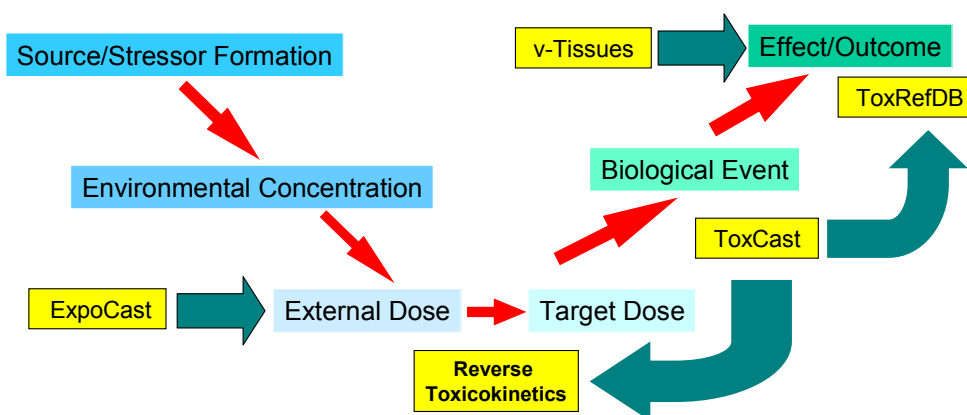 Source/Stressor Formation
v-Tissues
Effect/Outcome
ToxRefDB
Environmental Concentration
Biological Event
ToxCast
ExpoCast
External Dose
Target Dose
Reverse
Toxicokinetics